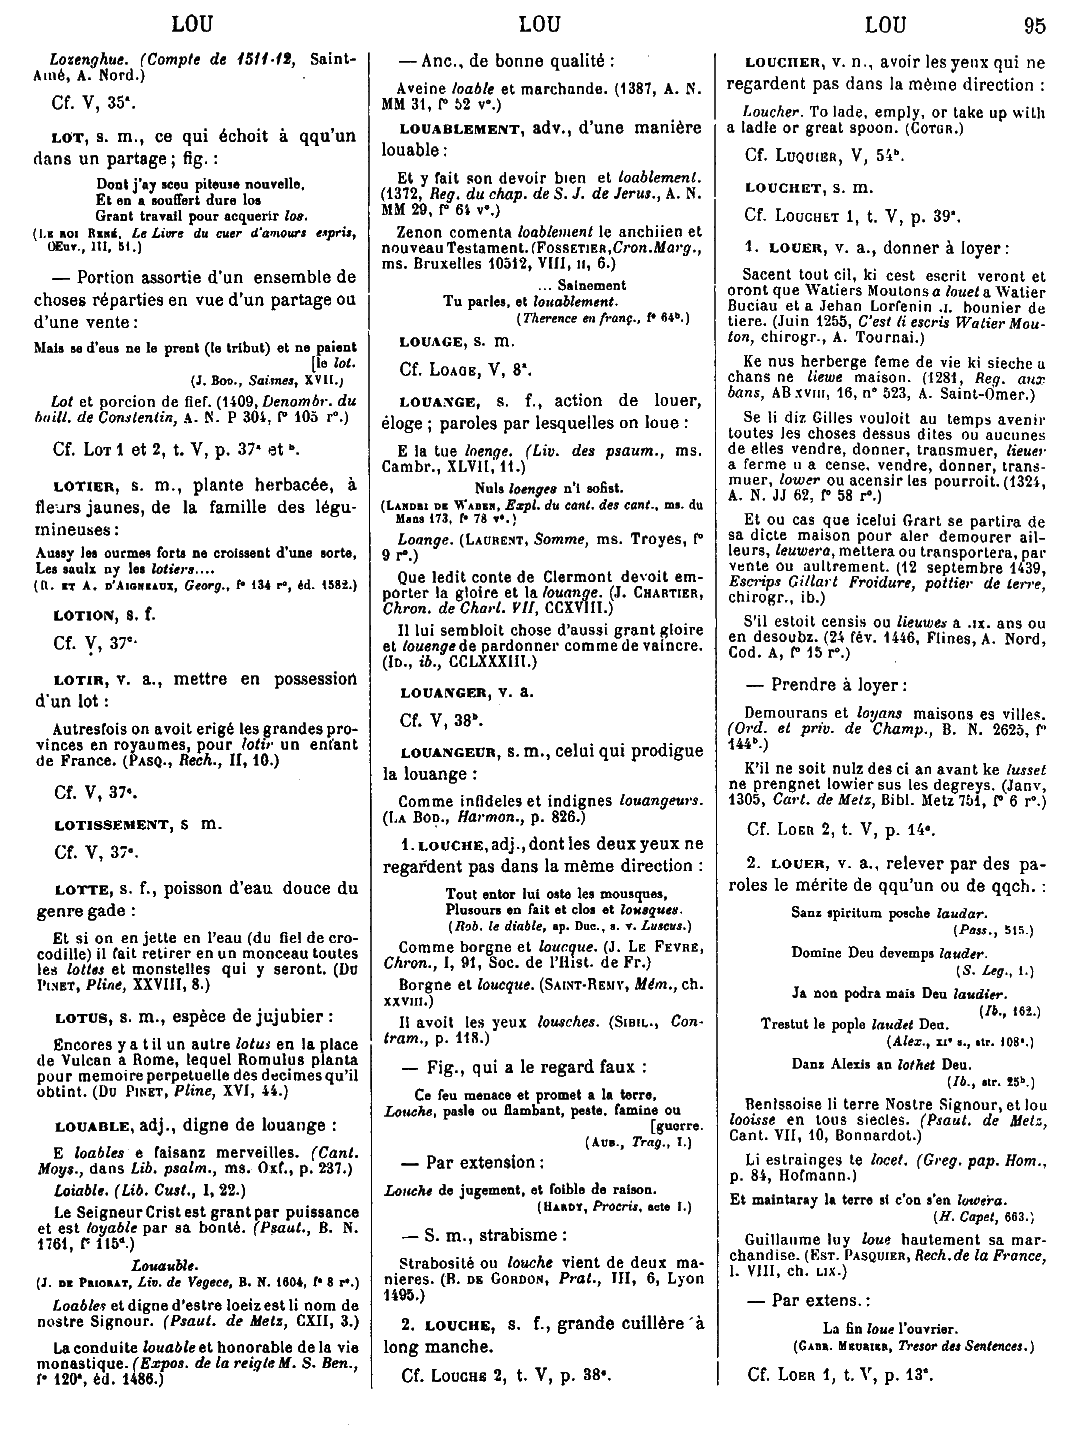 LOU LOU LOU 95
Lozenghue. (Compte de 1511-12, Saint-
Amé, A. Nord.)
Cf. V, 35ª.
LOT, s. m., ce qui échoit à qqu'un
dans un partage ; fig. :
Dont j'ay sceu piteuse nouvelle,
Et en a souffert dure los
Grant travail pour acquerir los.
(LE ROI RENÉ, Le Livre du cuer d'amours espris,
Œuv., III, 51.)
— Portion assortie d'un ensemble de
choses réparties en vue d'un partage ou
d'une vente :
Mais se d'eus ne le prent (le tribut) et ne paient
[le lot.
(J. BOD., Saisnes, XVII.)
Lot et porcion de fief. (1409, Denombr. du
baill. de Constentin, A. N. P 304, fº 105 rº.)
Cf. LOT 1 et 2, t. V, p. 37ª et ᵇ.
LOTIER, s. m., plante herbacée, à
fleurs jaunes, de la famille des légu-
mineuses :
Aussy les ourmes forts ne croissent d'une sorte,
Les saulx ny les lotiers....
(R. ET A. D'AIGNEAUX, Georg., fº 134 rº, éd. 1582.)
LOTION, s. f.
Cf. V, 37ᶜ.
LOTIR, v. a., mettre en possession
d'un lot :
Autresfois on avoit erigé les grandes pro-
vinces en royaumes, pour lotir un enfant
de France. (PASQ., Rech., II, 10.)
Cf. V, 37ᶜ.
LOTISSEMENT, s m.
Cf. V, 37ᶜ.
LOTTE, s. f., poisson d'eau douce du
genre gade :
Et si on en jette en l'eau (du fiel de cro-
codille) il fait retirer en un monceau toutes
les lottes et monstelles qui y seront. (DU
PINET, Pline, XXVIII, 8.)
LOTUS, s. m., espèce de jujubier :
Encores y a t il un autre lotus en la place
de Vulcan a Rome, lequel Romulus planta
pour memoire perpetuelle des decimes qu'il
obtint. (DU PINET, Pline, XVI, 44.)
LOUABLE, adj., digne de louange :
E loables e faisanz merveilles. (Cant.
Moys., dans Lib. psalm., ms. Oxf., p. 237.)
Loiable. (Lib. Cust., I, 22.)
Le Seigneur Crist est grant par puissance
et est loyable par sa bonté. (Psaut., B. N.
1761, fº 115ᵈ.)
Louauble.
(J. DE PRIORAT, Liv. de Vegece, B. N. 1604, fº 8 rº.)
Loables et digne d'estre loeiz est li nom de
nostre Signour. (Psaut. de Metz, CXII, 3.)
La conduite louable et honorable de la vie
monastique. (Expos. de la reigle M. S. Ben.,
fº 120ª, éd. 1486.)
— Anc., de bonne qualité :
Aveine loable et marchande. (1387, A. N.
MM 31, fº 52 vº.)
LOUABLEMENT, adv., d'une manière
louable :
Et y fait son devoir bien et loablement.
(1372, Reg. du chap. de S. J. de Jerus., A. N.
MM 29, fº 64 vº.)
Zenon comenta loablement le anchiien et
nouveau Testament. (FOSSETIER, Cron. Marg.,
ms. Bruxelles 10512, VIII, II, 6.)
... Sainement
Tu parles, et louablement.
(Therence en franç., fº 64ᵇ.)
LOUAGE, s. m.
Cf. LOAGE, V, 8ª.
LOUANGE, s. f., action de louer,
éloge ; paroles par lesquelles on loue :
E la tue loenge. (Liv. des psaum., ms.
Cambr., XLVII, 11.)
Nuls loenges n'i sofist.
(LANDRI DE WABEN, Expl. du cant. des cant., ms. du
Mans 173, fº 78 vº.)
Loange. (LAURENT, Somme, ms. Troyes, fº
9 rº.)
Que ledit conte de Clermont devoit em-
porter la gloire et la louange. (J. CHARTIER,
Chron. de Charl. VII, CCXVIII.)
Il lui sembloit chose d'aussi grant gloire
et louenge de pardonner comme de vaincre.
(ID., ib., CCLXXXIII.)
LOUANGER, v. a.
Cf. V, 38ᵇ.
LOUANGEUR, s. m., celui qui prodigue
la louange :
Comme infideles et indignes louangeurs.
(LA BOD., Harmon., p. 826.)
1. LOUCHE, adj., dont les deux yeux ne
regardent pas dans la même direction :
Tout entor lui oste les mousques,
Plusours en fait et clos et lousques.
(Rob. le diable, ap. Duc., s. v. Luscus.)
Comme borgne et loucque. (J. LE FEVRE,
Chron., I, 91, Soc. de l'Hist. de Fr.)
Borgne et loucque. (SAINT-REMY, Mém., ch.
XXVIII.)
Il avoit les yeux lousches. (SIBIL., Con-
tram., p. 118.)
— Fig., qui a le regard faux :
Ce feu menace et promet a la terre,
Louche, pasle ou flambant, peste, famine ou
[guerre.
(AUB., Trag., I.)
— Par extension :
Louche de jugement, et foible de raison.
(HARDY, Procris, acte I.)
— S. m., strabisme :
Strabosité ou louche vient de deux ma-
nieres. (B. DE GORDON, Prat., III, 6, Lyon
1495.)
2. LOUCHE, s. f., grande cuillère à
long manche.
Cf. LOUCHE 2, t. V, p. 38ª.
LOUCHER, v. n., avoir les yeux qui ne
regardent pas dans la même direction :
Loucher. To lade, emply, or take up with
a ladle or great spoon. (COTGR.)
Cf. LUQUIER, V, 54ᵇ.
LOUCHET, s. m.
Cf. LOUCHET 1, t. V, p. 39ª.
1. LOUER, v. a., donner à loyer :
Sacent tout cil, ki cest escrit veront et
oront que Watiers Moutons a louet a Watier
Buciau et a Jehan Lorfenin .I. bounier de
tiere. (Juin 1255, C'est li escris Watier Mou-
ton, chirogr., A. Tournai.)
Ke nus herberge feme de vie ki sieche u
chans ne liewe maison. (1281, Reg. aux
bans, AB XVIII, 16, nº 523, A. Saint-Omer.)
Se li diz Gilles vouloit au temps avenir
toutes les choses dessus dites ou aucunes
de elles vendre, donner, transmuer, lieuer
a ferme u a cense, vendre, donner, trans-
muer, lower ou acensir les pourroit. (1324,
A. N. JJ 62, fº 58 rº.)
Et ou cas que icelui Grart se partira de
sa dicte maison pour aler demourer ail-
leurs, leuwera, mettera ou transportera, par
vente ou aultrement. (12 septembre 1439,
Escrips Gillart Froidure, pottier de terre,
chirogr., ib.)
S'il estoit censis ou lieuwes a .IX. ans ou
en desoubz. (24 fév. 1446, Flines, A. Nord,
Cod. A, fº 15 rº.)
— Prendre à loyer :
Demourans et loyans maisons es villes.
(Ord. et priv. de Champ., B. N. 2625, fº
144ᵇ.)
K'il ne soit nulz des ci an avant ke lusset
ne prengnet lowier sus les degreys. (Janv,
1305, Cart. de Metz, Bibl. Metz 751, fº 6 rº.)
Cf. LOER 2, t. V, p. 14ª.
2. LOUER, v. a., relever par des pa-
roles le mérite de qqu'un ou de qqch. :
Sanz spiritum posche laudar.
(Pass., 515.)
Domine Deu devemps lauder.
(S. Leg., 1.)
Ja non podra mais Deu laudier.
(Ib., 162.)
Trestut le pople laudet Deu.
(Alex., XIᵉ s., str. 108ᵃ.)
Danz Alexis an lothet Deu.
(Ib., str. 25ᵇ.)
Benissoise li terre Nostre Signour, et lou
looisse en tous siecles. (Psaut. de Metz,
Cant. VII, 10, Bonnardot.)
Li estrainges te locet. (Greg. pap. Hom.,
p. 84, Hofmann.)
Et maintaray la terre si c'on s'en lowera.
(H. Capet, 663.)
Guillaume luy loue hautement sa mar-
chandise. (EST. PASQUIER, Rech. de la France,
l. VIII, ch. LIX.)
— Par extens. :
La fin loue l'ouvrier.
(GABR. MEURIER, Tresor des Sentences.)
Cf. LOER 1, t. V, p. 13ª.